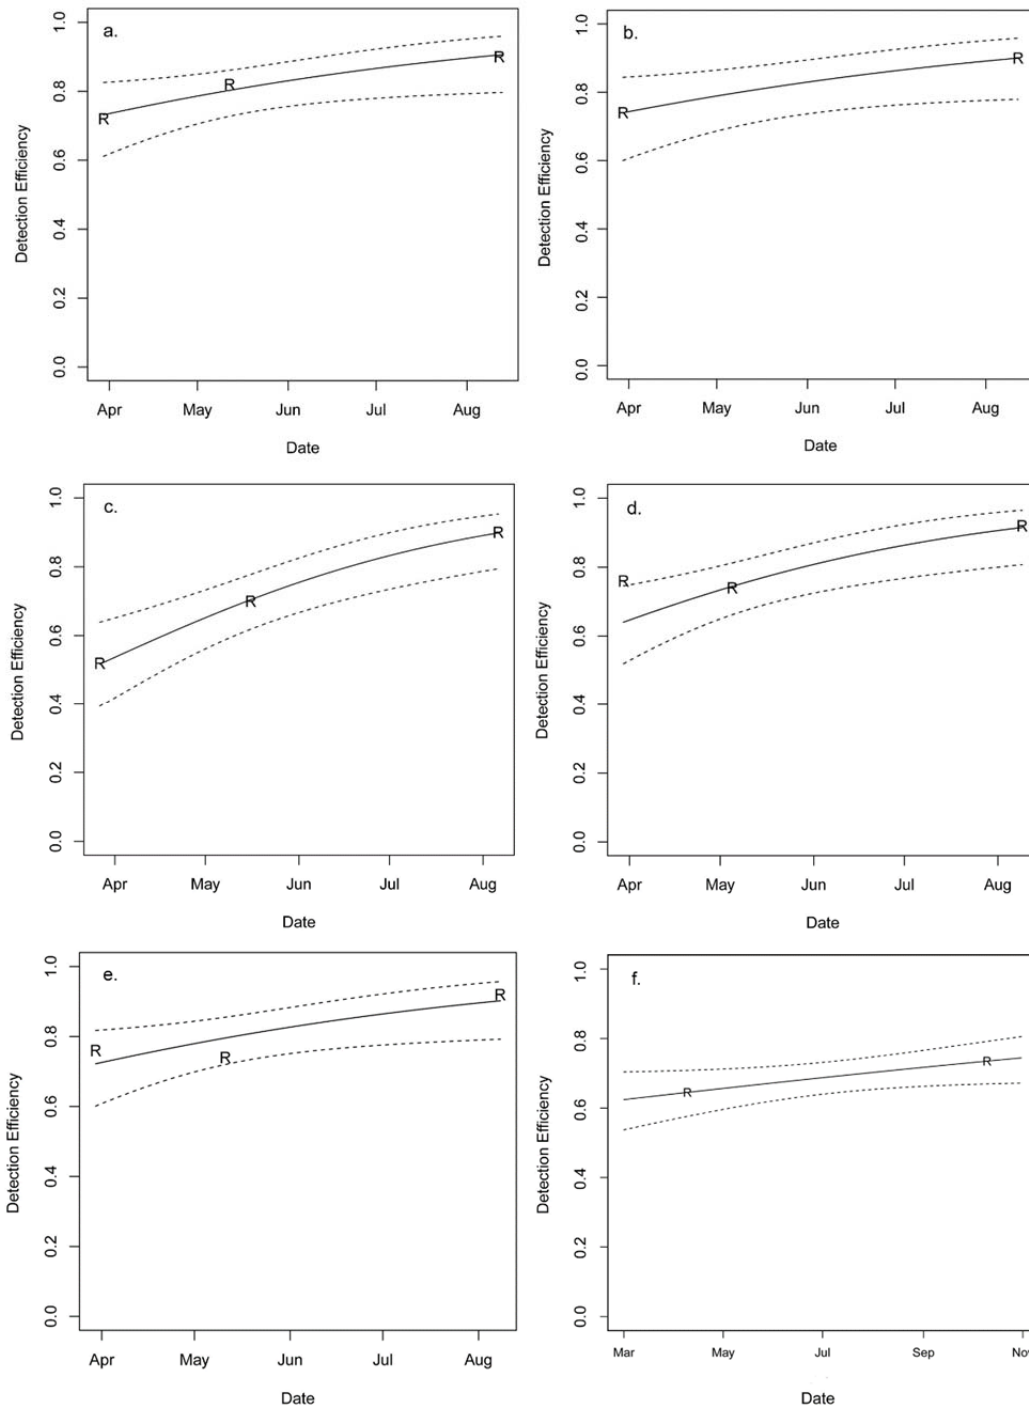 a.
1.0
0.8
0.6
0.4
0.2
0.0
Detection Efficiency
R
R
R
Apr May Jun Jul Aug
Date
b.
1.0
0.8
0.6
0.4
0.2
0.0
Detection Efficiency
R
R
Apr May Jun Jul Aug
Date
c.
1.0
0.8
0.6
0.4
0.2
0.0
Detection Efficiency
R
R
R
Apr May Jun Jul Aug
Date
d.
1.0
0.8
0.6
0.4
0.2
0.0
Detection Efficiency
R
R
R
Apr May Jun Jul Aug
Date
e.
1.0
0.8
0.6
0.4
0.2
0.0
Detection Efficiency
R
R
R
Apr May Jun Jul Aug
Date
f.
1.0
0.8
0.6
0.4
0.2
0.0
Detection Efficiency
R
R
Mar May Jul Sep Nov
Date